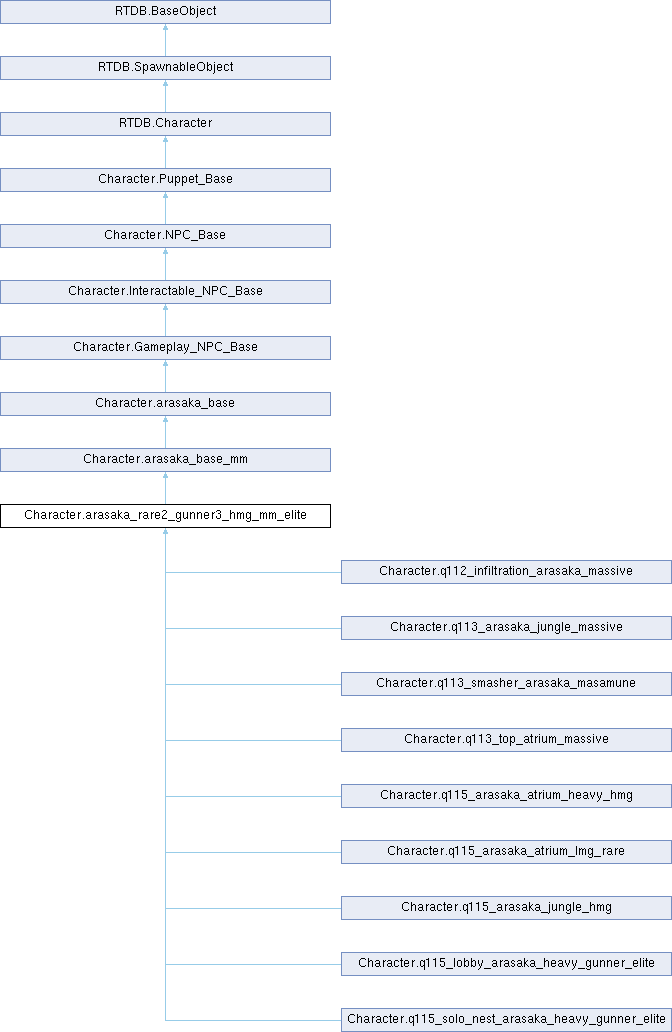 RTDB.BaseObject
RTDB.SpawnableObject
RTDB.Character
Character.Puppet_Base
Character.NPC_Base
Character.Interactable_NPC_Base
Character.Gameplay_NPC_Base
Character.arasaka_base
Character.arasaka_base_mm
Character.arasaka_rare2_gunner3_hmg_mm_elite
Character.q112_infiltration_arasaka_massive
Character.q113_arasaka_jungle_massive
Character.q113_smasher_arasaka_masamune
Character.q113_top_atrium_massive
Character.q115_arasaka_atrium_heavy_hmg
Character.q115_arasaka_atrium_lmg_rare
Character.q115_arasaka_jungle_hmg
Character.q115_lobby_arasaka_heavy_gunner_elite
Character.q115_solo_nest_arasaka_heavy_gunner_elite